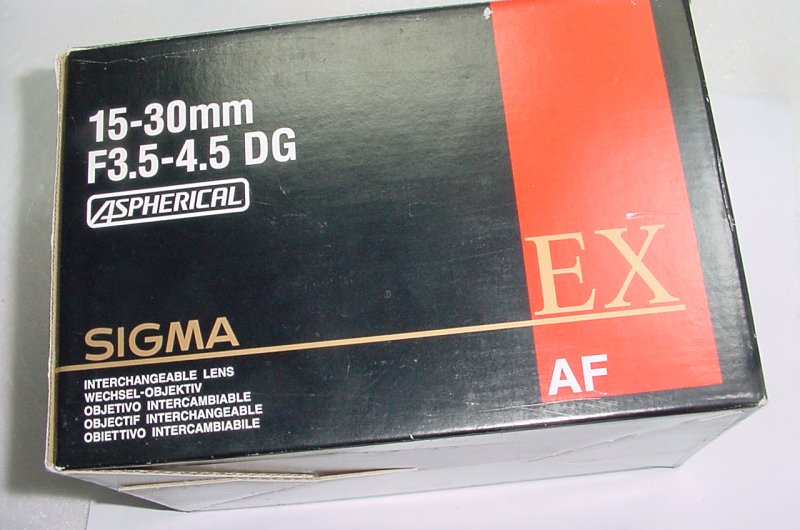 15-30mm
F3.5-4.5 DG
ASPHERICAL
EX
SIGMA
AF
INTERCHANGEABLE LENS
WECHSEL-OBJEKTIV
OBJETIVO INTERCAMBIABLE
OBJECTIF INTERCHANGEABLE
OBIETTIVO INTERCAMBIABILE